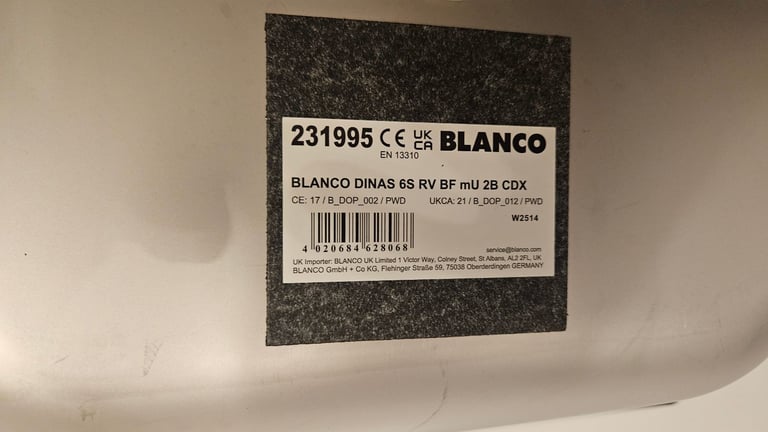 231995 CE UK CA BLANCO
EN 13310
BLANCO DINAS 6S RV BF mU 2B CDX
CE: 17 / B_DOP_002 / PWD UKCA: 21 / B_DOP_012 / PWD
W2514
4 020684 628068
service@blanco.com
UK Importer: BLANCO UK Limited 1 Victor Way, Colney Street, St Albans, AL2 2FL, UK
BLANCO GmbH + Co KG, Flehinger Straße 59, 75038 Oberderdingen GERMANY